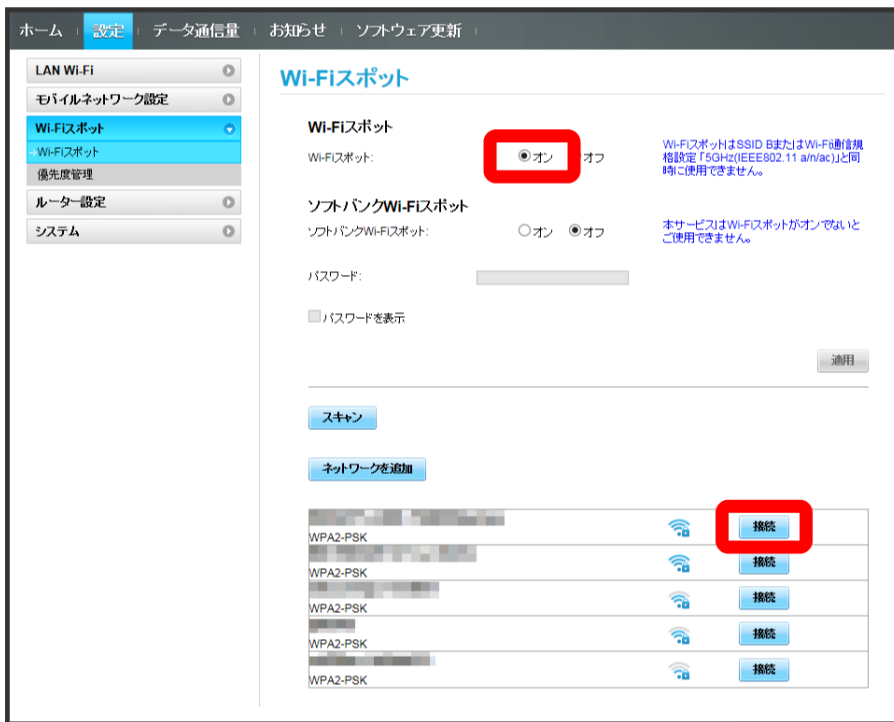 ホーム 設定 データ通信量 お知らせ ソフトウェア更新
LAN Wi-Fi
モバイルネットワーク設定
Wi-Fiスポット
Wi-Fiスポット
優先度管理
ルーター設定
システム
Wi-Fiスポット
Wi-Fiスポット
Wi-Fiスポット: オン オフ
Wi-FiスポットはSSID BまたはWi-Fi通信規
格設定「5GHz(IEEE802.11 a/n/ac)」と同
時に使用できません。
ソフトバンクWi-Fiスポット
ソフトバンクWi-Fiスポット: オン オフ
本サービスはWi-Fiスポットがオンでないと
ご使用できません。
パスワード:
パスワードを表示
適用
スキャン
ネットワークを追加
WPA2-PSK 接続
WPA2-PSK 接続
WPA2-PSK 接続
WPA2-PSK 接続
WPA2-PSK 接続